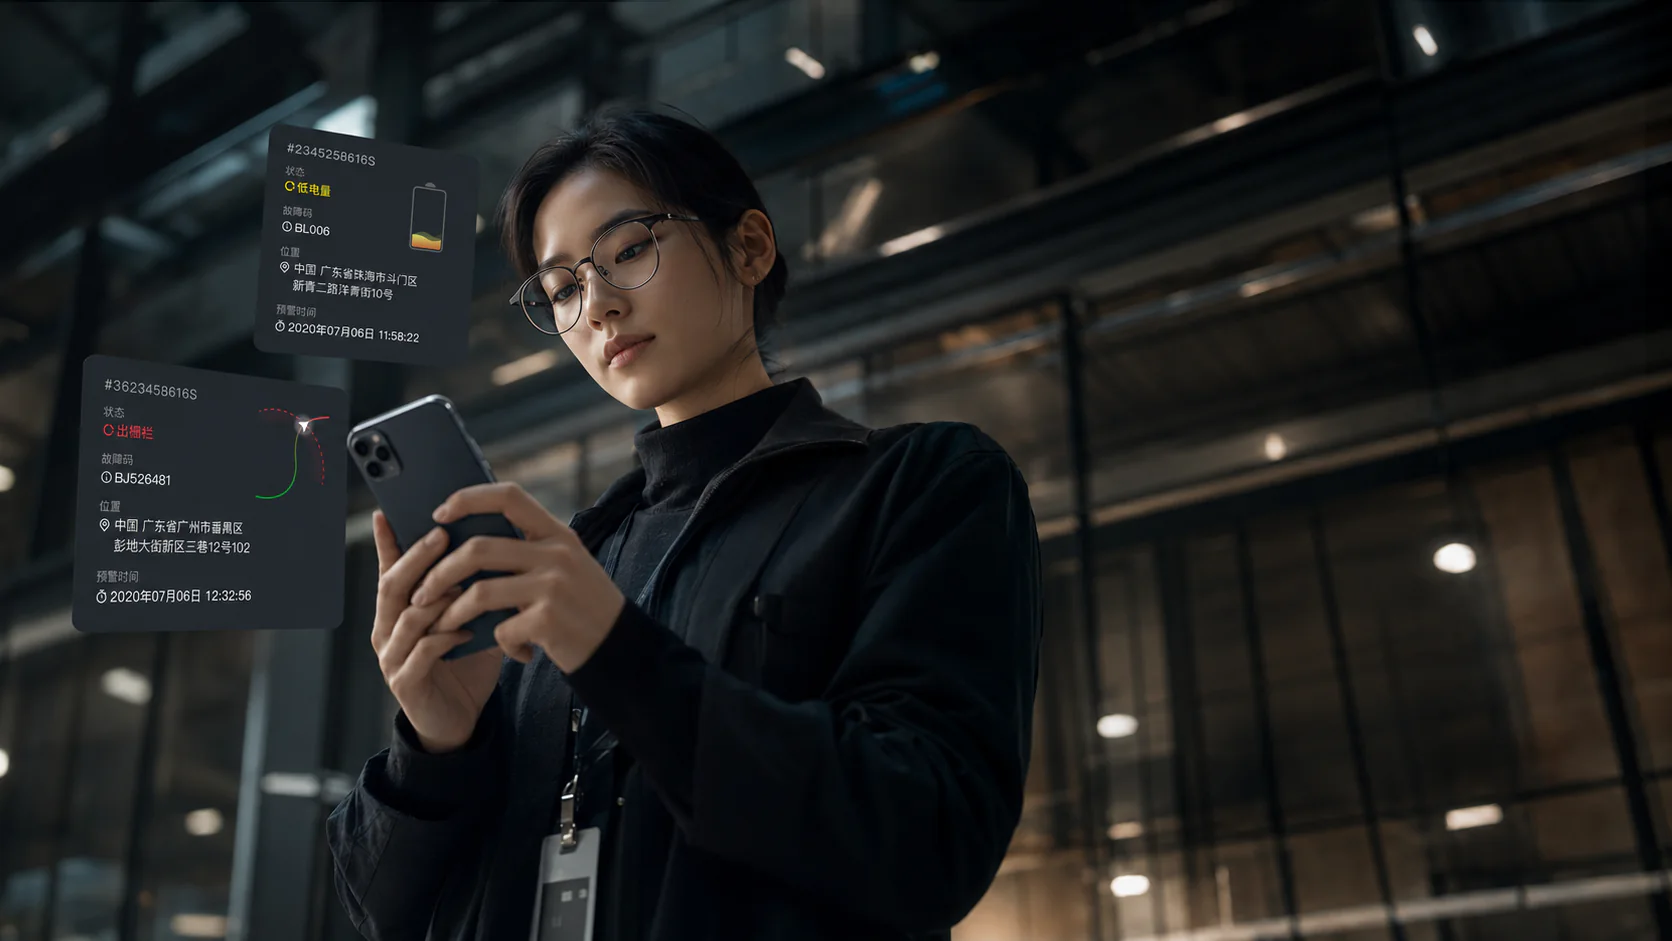 #2345258616S
状态
低电量
故障码
BL006
位置
中国 广东省珠海市斗门区
新青二路洋青街10号
预警时间
2020年07月06日 11:58:22
#3623458616S
状态
出栅栏
故障码
BJ526481
位置
中国 广东省广州市番禺区
彭地大街新区三巷12号102
预警时间
2020年07月06日 12:32:56